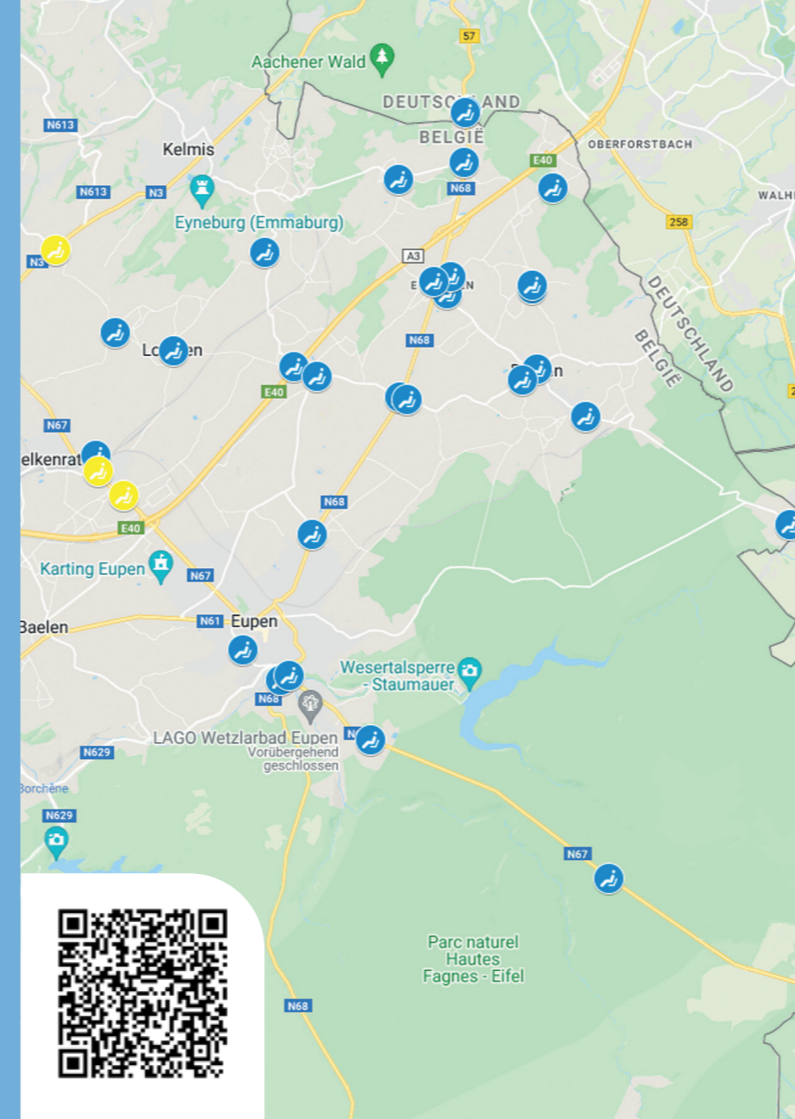 57
Aachener Wald
BELGIË
OBERFORSTBACH
N613
Kelmis
E40
N613
N3
N68
Eyneburg (Emmaburg)
258
N3
A3
DEUTSCHLAND
BELGIË
N68
E40
N67
N68
E40
Karting Eupen
N67
N61
Eupen
Baelen
Wesertalsperre
- Staumauer
N68
LAGO Wetzlarbad Eupen
Vorübergehend
geschlossen
N629
N629
N67
Parc naturel
Hautes
Fagnes - Eifel
N68